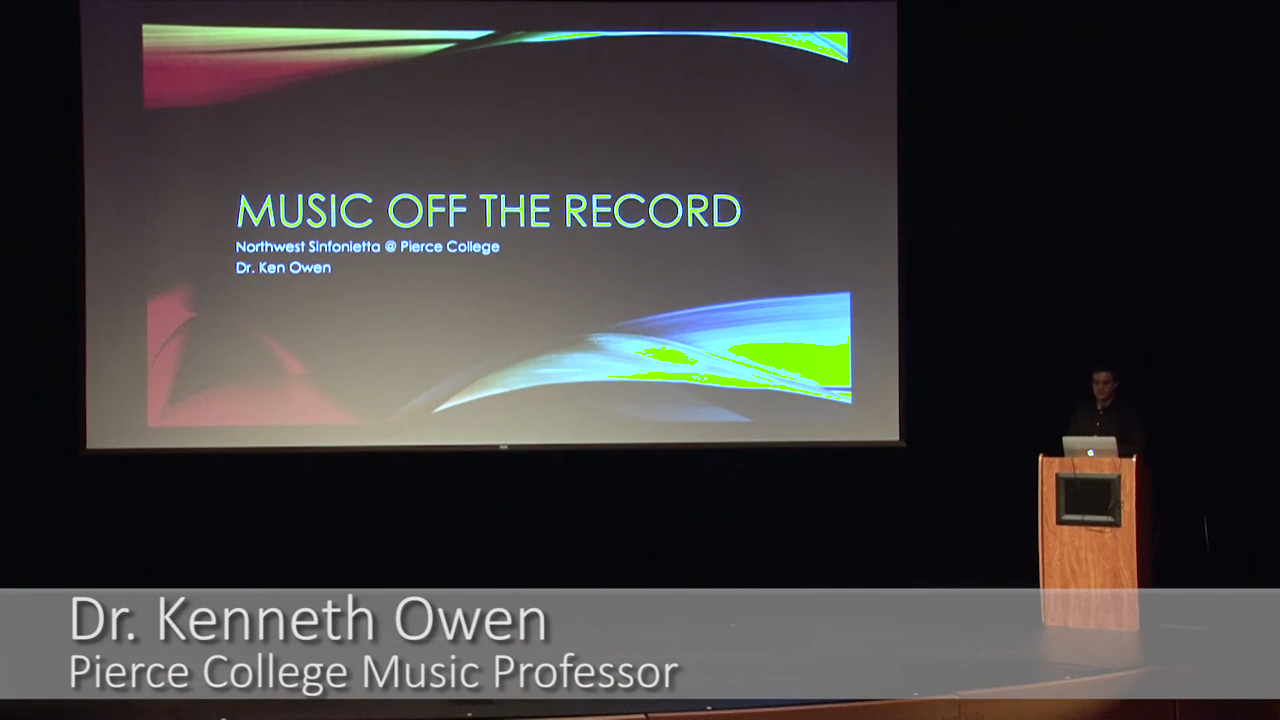 MUSIC OFF THE RECORD
Northwest Sinfonietta @ Pierce College
Dr. Ken Owen
Dr. Kenneth Owen
Pierce College Music Professor